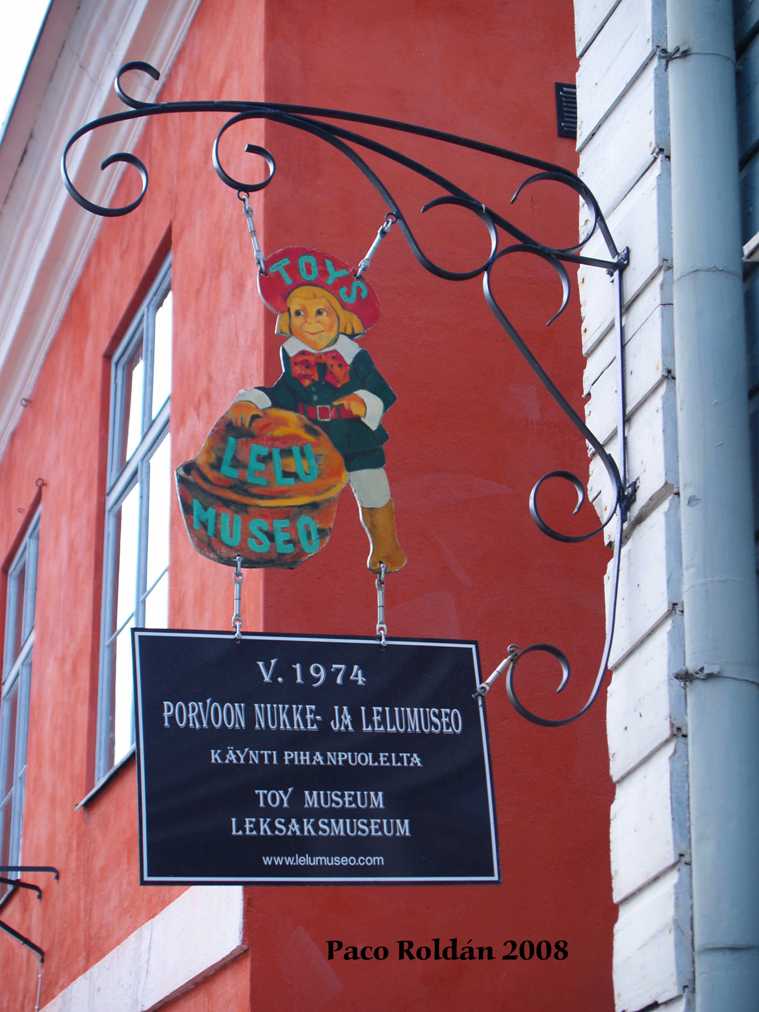 TOYS
LELU
MUSEO
V. 1974
PORVOON NUKKE- JA LELUMUSEO
KÄYNTI PIHANPUOLELTA
TOY MUSEUM
LEKSAKSMUSEUM
www.lelumuseo.com
Paco Roldán 2008